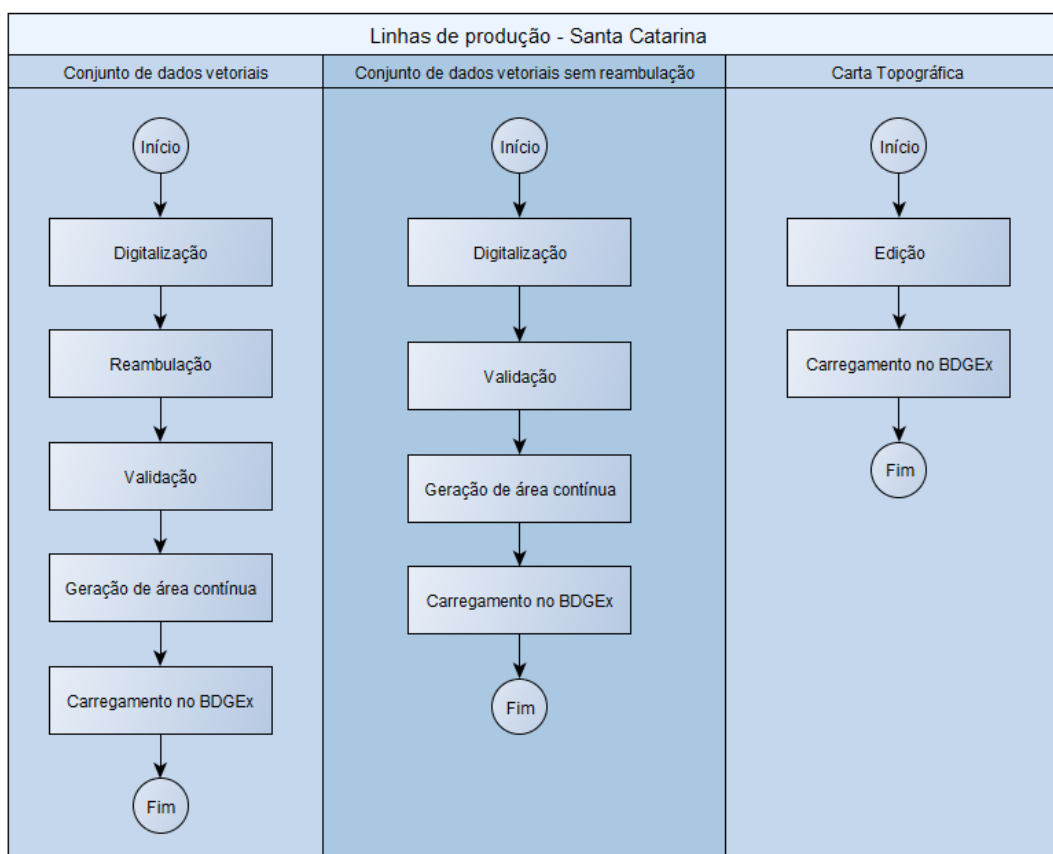 Linhas de produção - Santa Catarina
Conjunto de dados vetoriais
Início
Digitalização
Reambulação
Validação
Geração de área contínua
Carregamento no BDGEx
Fim
Conjunto de dados vetoriais sem reambulação
Início
Digitalização
Validação
Geração de área contínua
Carregamento no BDGEx
Fim
Carta Topográfica
Início
Edição
Carregamento no BDGEx
Fim